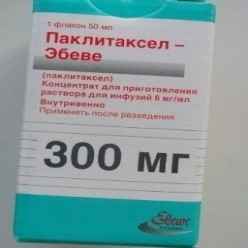 1 флакон 50 мл
Паклитаксел –
Эбеве
(паклитаксел)
Концентрат для приготовления
раствора для инфузий 6 мг/мл
Внутривенно
Применять после разведения
300 мг
Ebewe